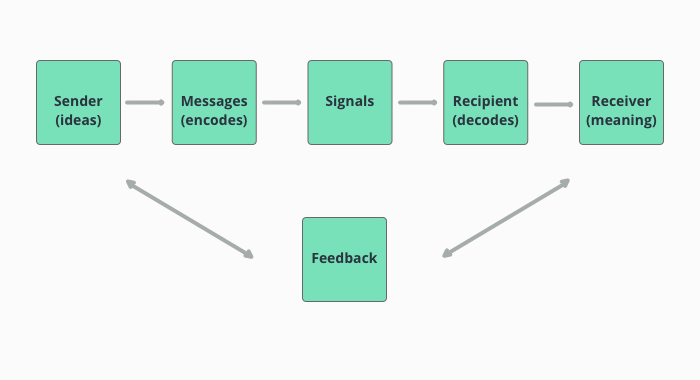 Sender
(ideas)
Messages
(encodes)
Signals
Recipient
(decodes)
Receiver
(meaning)
Feedback